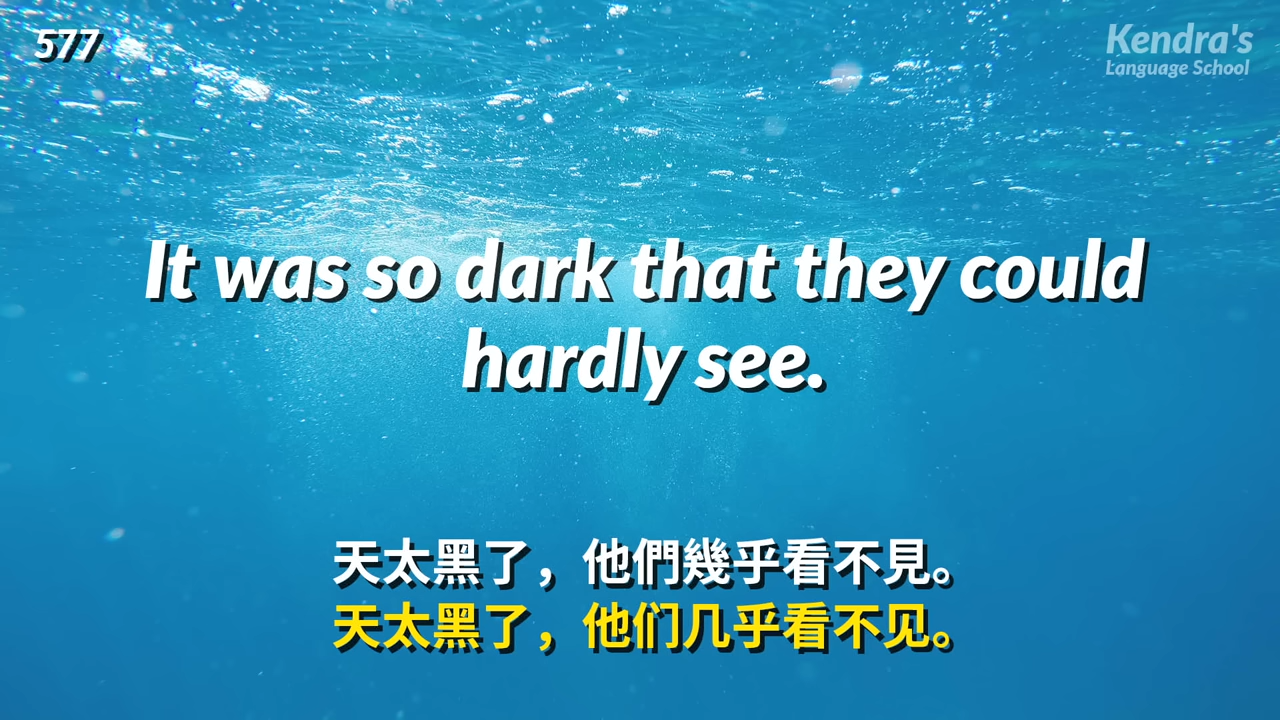 577
Kendra's
Language School
It was so dark that they could
hardly see.
天太黑了，他們幾乎看不見。
天太黑了，他们几乎看不见。